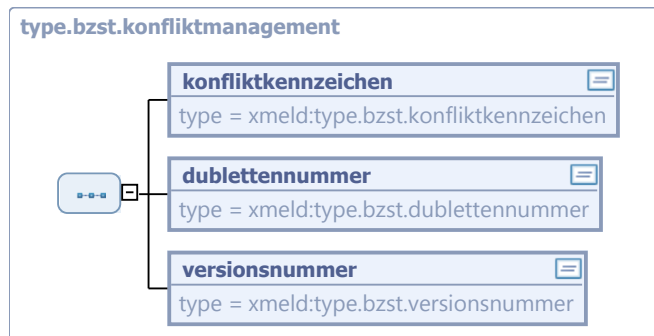 type.bzst.konfliktmanagement
konfliktkennzeichen
type = xmeld:type.bzst.konfliktkennzeichen
dublettennummer
type = xmeld:type.bzst.dublettennummer
versionsnummer
type = xmeld:type.bzst.versionsnummer